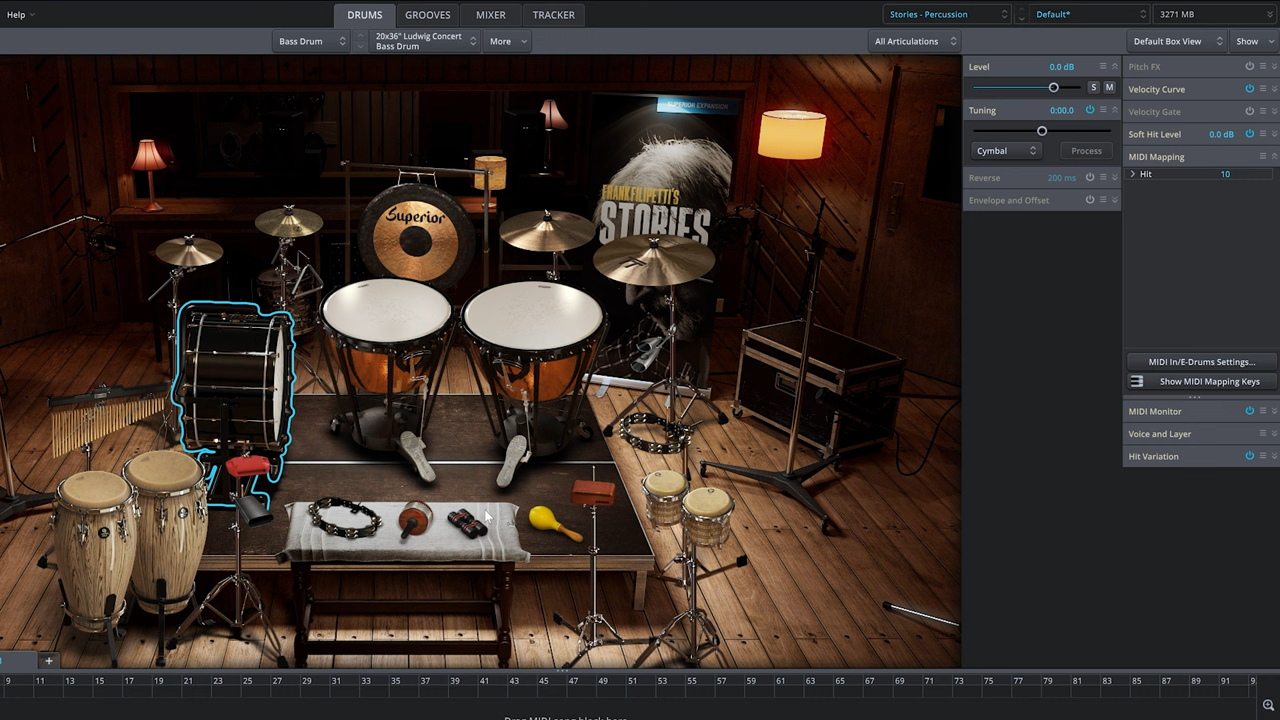 Help
DRUMS
GROOVES
MIXER
TRACKER
Stories - Percussion
Default*
3271 MB
Bass Drum
20x36" Ludwig Concert
Bass Drum
More
All Articulations
Default Box View
Show
SUPERIOR EXPANSION
FRANK FILIPETTI'S
STORIES
Superior
Level
0.0 dB
S
M
Tuning
0:00.0
Cymbal
Process
Reverse
200 ms
Envelope and Offset
Pitch FX
Velocity Curve
Velocity Gate
Soft Hit Level
0.0 dB
MIDI Mapping
Hit
10
MIDI In/E-Drums Settings...
Show MIDI Mapping Keys
MIDI Monitor
Voice and Layer
Hit Variation
9 11 13 15 17 19 21 23 25 27 29 31 33 35 37 39 41 43 45 47 49 51 53 55 57 59 61 63 65 67 69 71 73 75 77 79 81 83 85 87 89 91